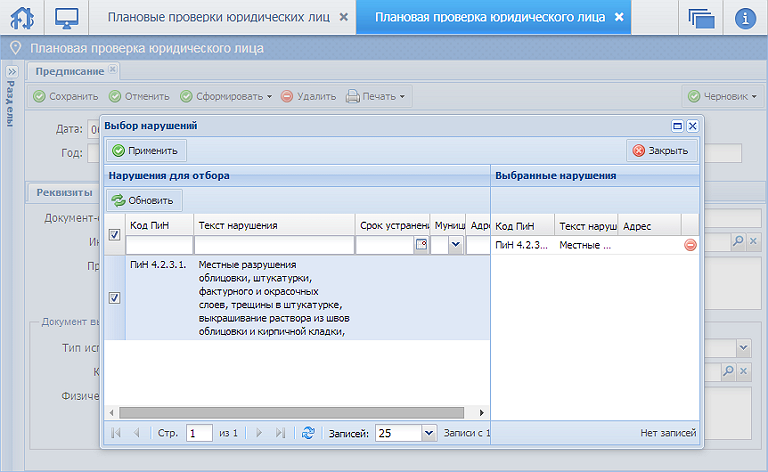 Плановые проверки юридических лиц
Плановая проверка юридического лица
Плановая проверка юридического лица
Разделы
Предписание
Сохранить Отменить Сформировать Удалить Печать Черновик
Дата:
Год:
Реквизиты
Выбор нарушений
Применить Закрыть
Нарушения для отбора Выбранные нарушения
Обновить
Код ПиН Текст нарушения Срок устранени Муниц Адре
Код ПиН Текст наруш Адрес
ПиН 4.2.3... Местные ...
ПиН 4.2.3.1. Местные разрушения
облицовки, штукатурки,
фактурного и окрасочных
слоев, трещины в штукатурке,
выкрашивание раствора из швов
облицовки и кирпичной кладки,
Документ-
Ин
Пр
Документ вы
Тип исп
К
Физиче
Стр. 1 из 1 Записей: 25 Записи с 1
Нет записей